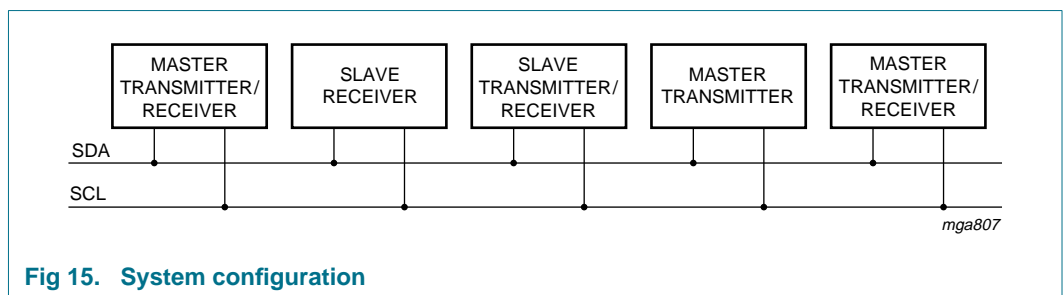 MASTER
TRANSMITTER/
RECEIVER
SLAVE
RECEIVER
SLAVE
TRANSMITTER/
RECEIVER
MASTER
TRANSMITTER
MASTER
TRANSMITTER/
RECEIVER
SDA
SCL
mga807
Fig 15. System configuration